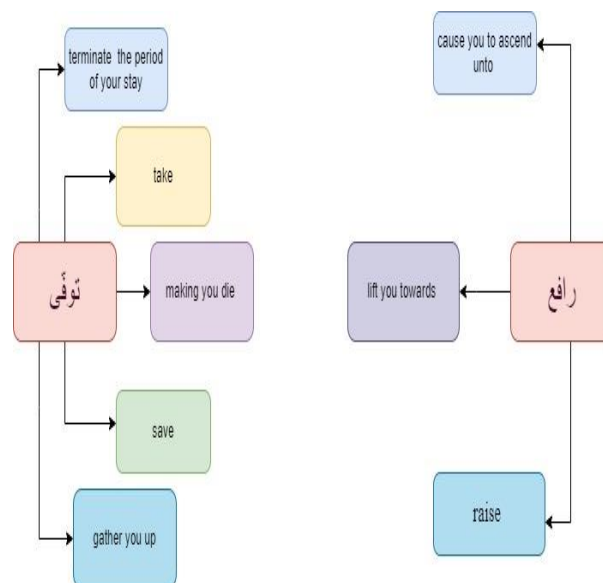 terminate the period
of your stay
take
توفّى
making you die
save
gather you up
cause you to ascend
unto
lift you towards
رافع
raise